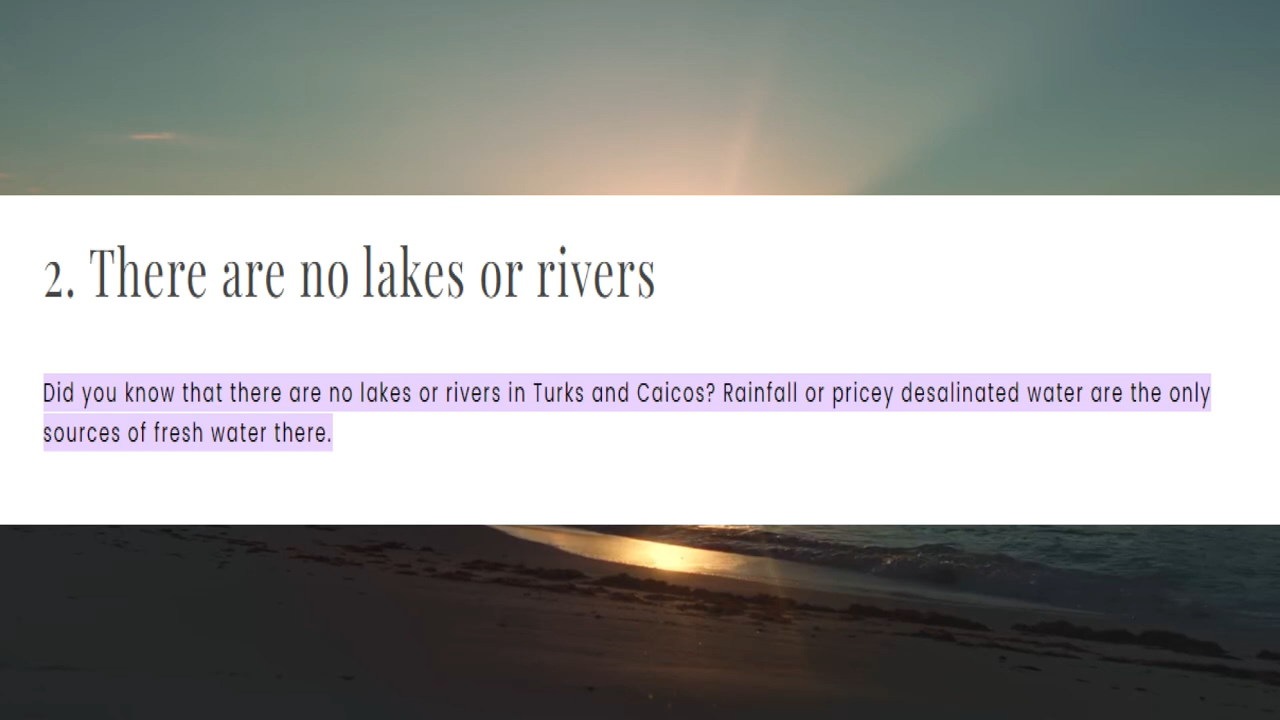 2. There are no lakes or rivers
Did you know that there are no lakes or rivers in Turks and Caicos? Rainfall or pricey desalinated water are the only
sources of fresh water there.